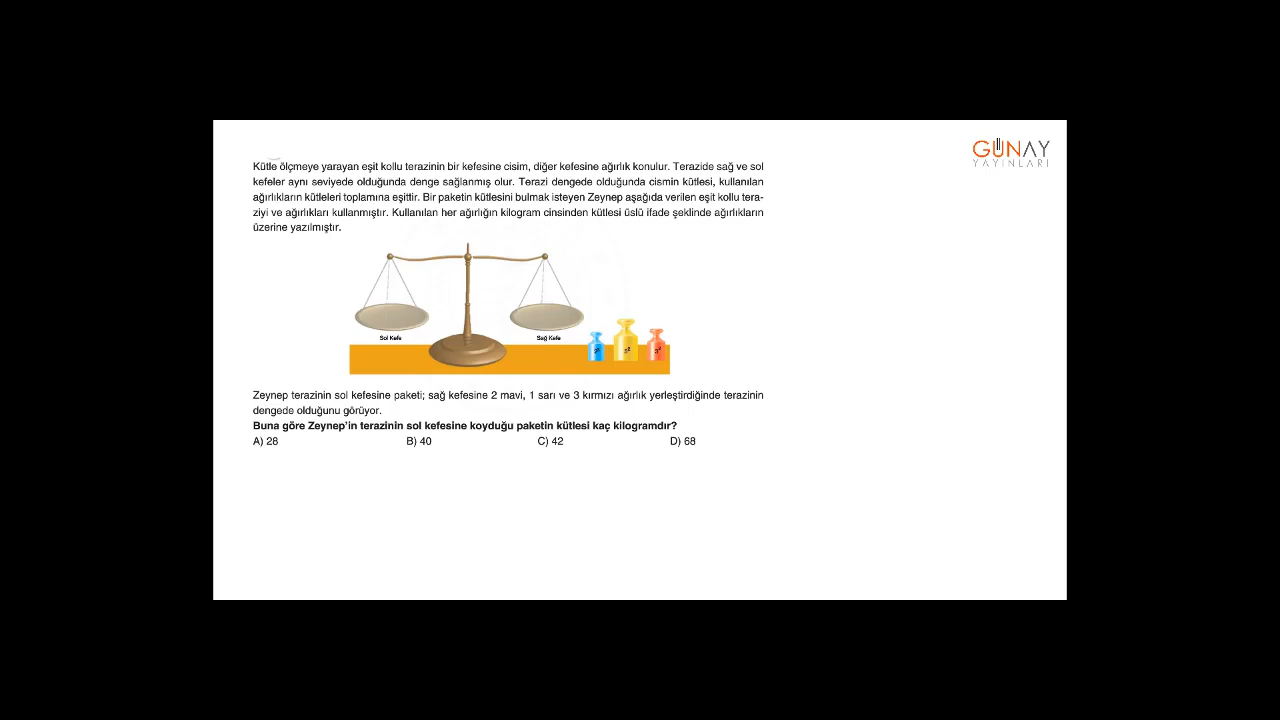 GÜNAY
YAYINLARI
Kütle ölçmeye yarayan eşit kollu terazinin bir kefesine cisim, diğer kefesine ağırlık konulur. Terazide sağ ve sol
kefeler aynı seviyede olduğunda denge sağlanmış olur. Terazi dengede olduğunda cismin kütlesi, kullanılan
ağırlıkların kütleleri toplamına eşittir. Bir paketin kütlesini bulmak isteyen Zeynep aşağıda verilen eşit kollu tera-
ziyi ve ağırlıkları kullanmıştır. Kullanılan her ağırlığın kilogram cinsinden kütlesi üslü ifade şeklinde ağırlıkların
üzerine yazılmıştır.
Sol Kefe
Sağ Kefe
Zeynep terazinin sol kefesine paketi; sağ kefesine 2 mavi, 1 sarı ve 3 kırmızı ağırlık yerleştirdiğinde terazinin
dengede olduğunu görüyor.
Buna göre Zeynep'in terazinin sol kefesine koyduğu paketin kütlesi kaç kilogramdır?
A) 28 B) 40 C) 42 D) 68